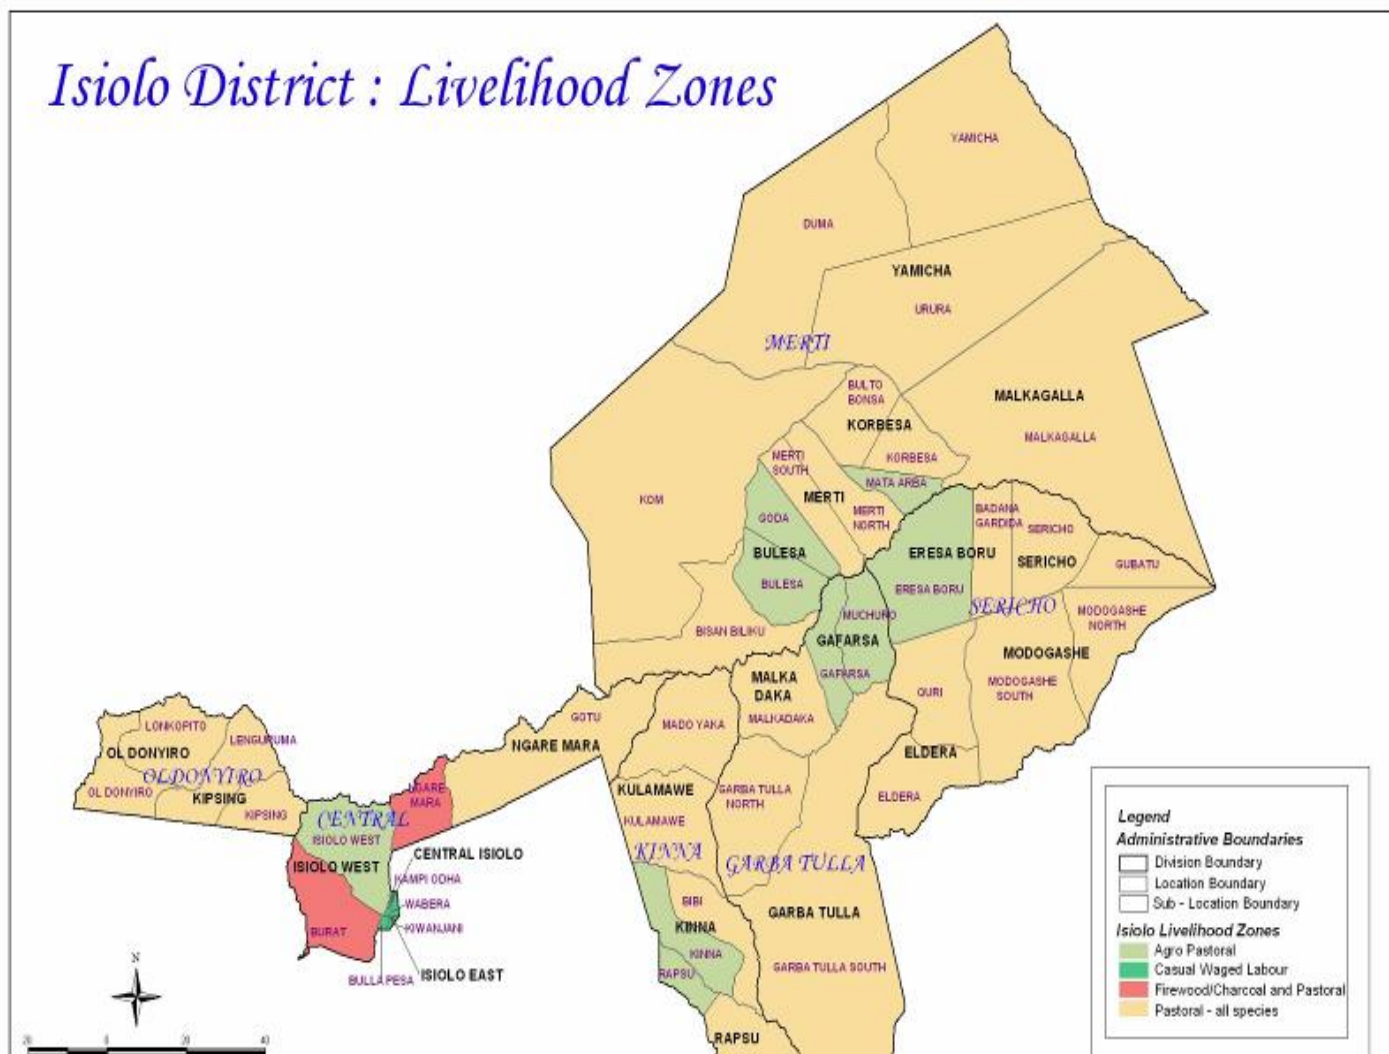 Isiolo District : Livelihood Zones
YAMICHA
DUMA
YAMICHA
URURA
MERTI
BULTO
BONSA
MALKAGALLA
KORBESA
MALKAGALLA
MERTI
SOUTH
KORBESA
MATA ARBA
KOM
MERTI
MERTI
NORTH
GODA
BADANA
GARDIDA
SERICHO
BULESA
ERESA BORU
SERICHO
GUBATU
BULESA
ERESA BORU
SERICHO
MUCHURO
MODOGASHE
NORTH
BISAN BILIKU
GAFARSA
MODOGASHE
GAFARSA
MALKA
DAKA
MODOGASHE
SOUTH
QURI
MALKADAKA
MADO YAKA
GOTU
LONKOPITO
LENGURUMA
NGARE MARA
OL DONYIRO
ELDERA
OLDONYIRO
OL DONYIRO
KIPSING
KIPSING
NGARE
MARA
KULAMAWE
GARBA TULLA
NORTH
ELDERA
CENTRAL
ISIOLO WEST
KULAMAWE
KINNA
GARBA TULLA
CENTRAL ISIOLO
ISIOLO WEST
KAMPI ODHA
WABERA
BIBI
GARBA TULLA
KIWANJANI
KINNA
BURAT
KINNA
GARBA TULLA SOUTH
RAPSU
BULLA PESA
ISIOLO EAST
RAPSU
N
20
0
20
40
Legend
Administrative Boundaries
Division Boundary
Location Boundary
Sub - Location Boundary
Isiolo Livelihood Zones
Agro Pastoral
Casual Waged Labour
Firewood/Charcoal and Pastoral
Pastoral - all species